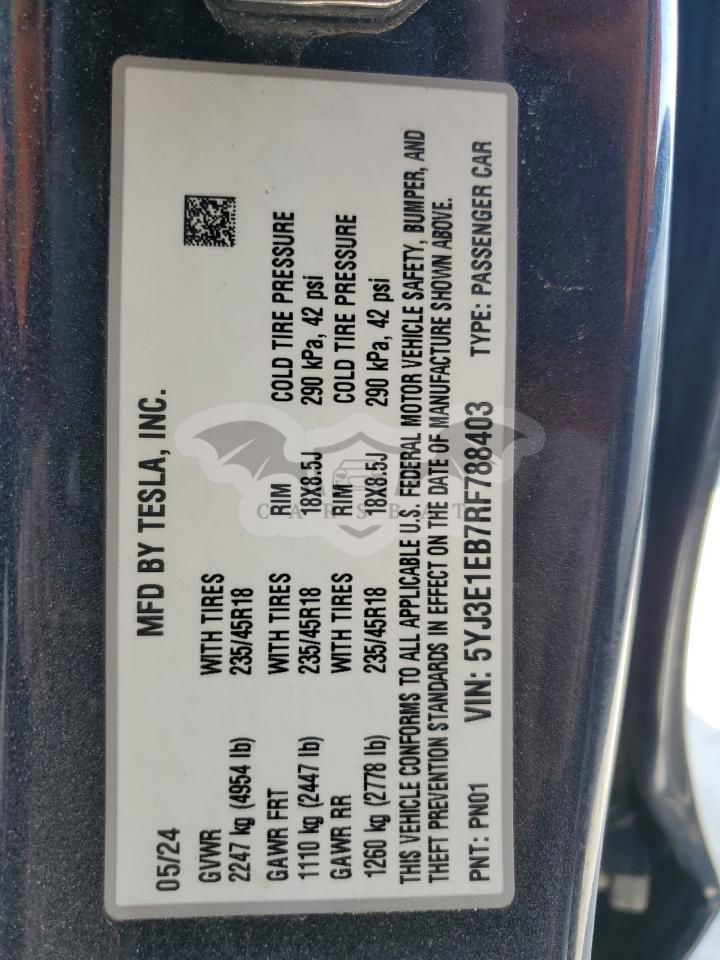 MFD BY TESLA, INC.
05/24
GVWR WITH TIRES
2247 kg (4954 lb) 235/45R18
GAWR FRT WITH TIRES RIM COLD TIRE PRESSURE
1110 kg (2447 lb) 235/45R18 18X8.5J 290 kPa, 42 psi
GAWR RR WITH TIRES RIM COLD TIRE PRESSURE
1260 kg (2778 lb) 235/45R18 18X8.5J 290 kPa, 42 psi
THIS VEHICLE CONFORMS TO ALL APPLICABLE U.S. FEDERAL MOTOR VEHICLE SAFETY, BUMPER, AND
THEFT PREVENTION STANDARDS IN EFFECT ON THE DATE OF MANUFACTURE SHOWN ABOVE.
PNT: PN01 VIN: 5YJ3E1EB7RF788403 TYPE: PASSENGER CAR
CARSBAT